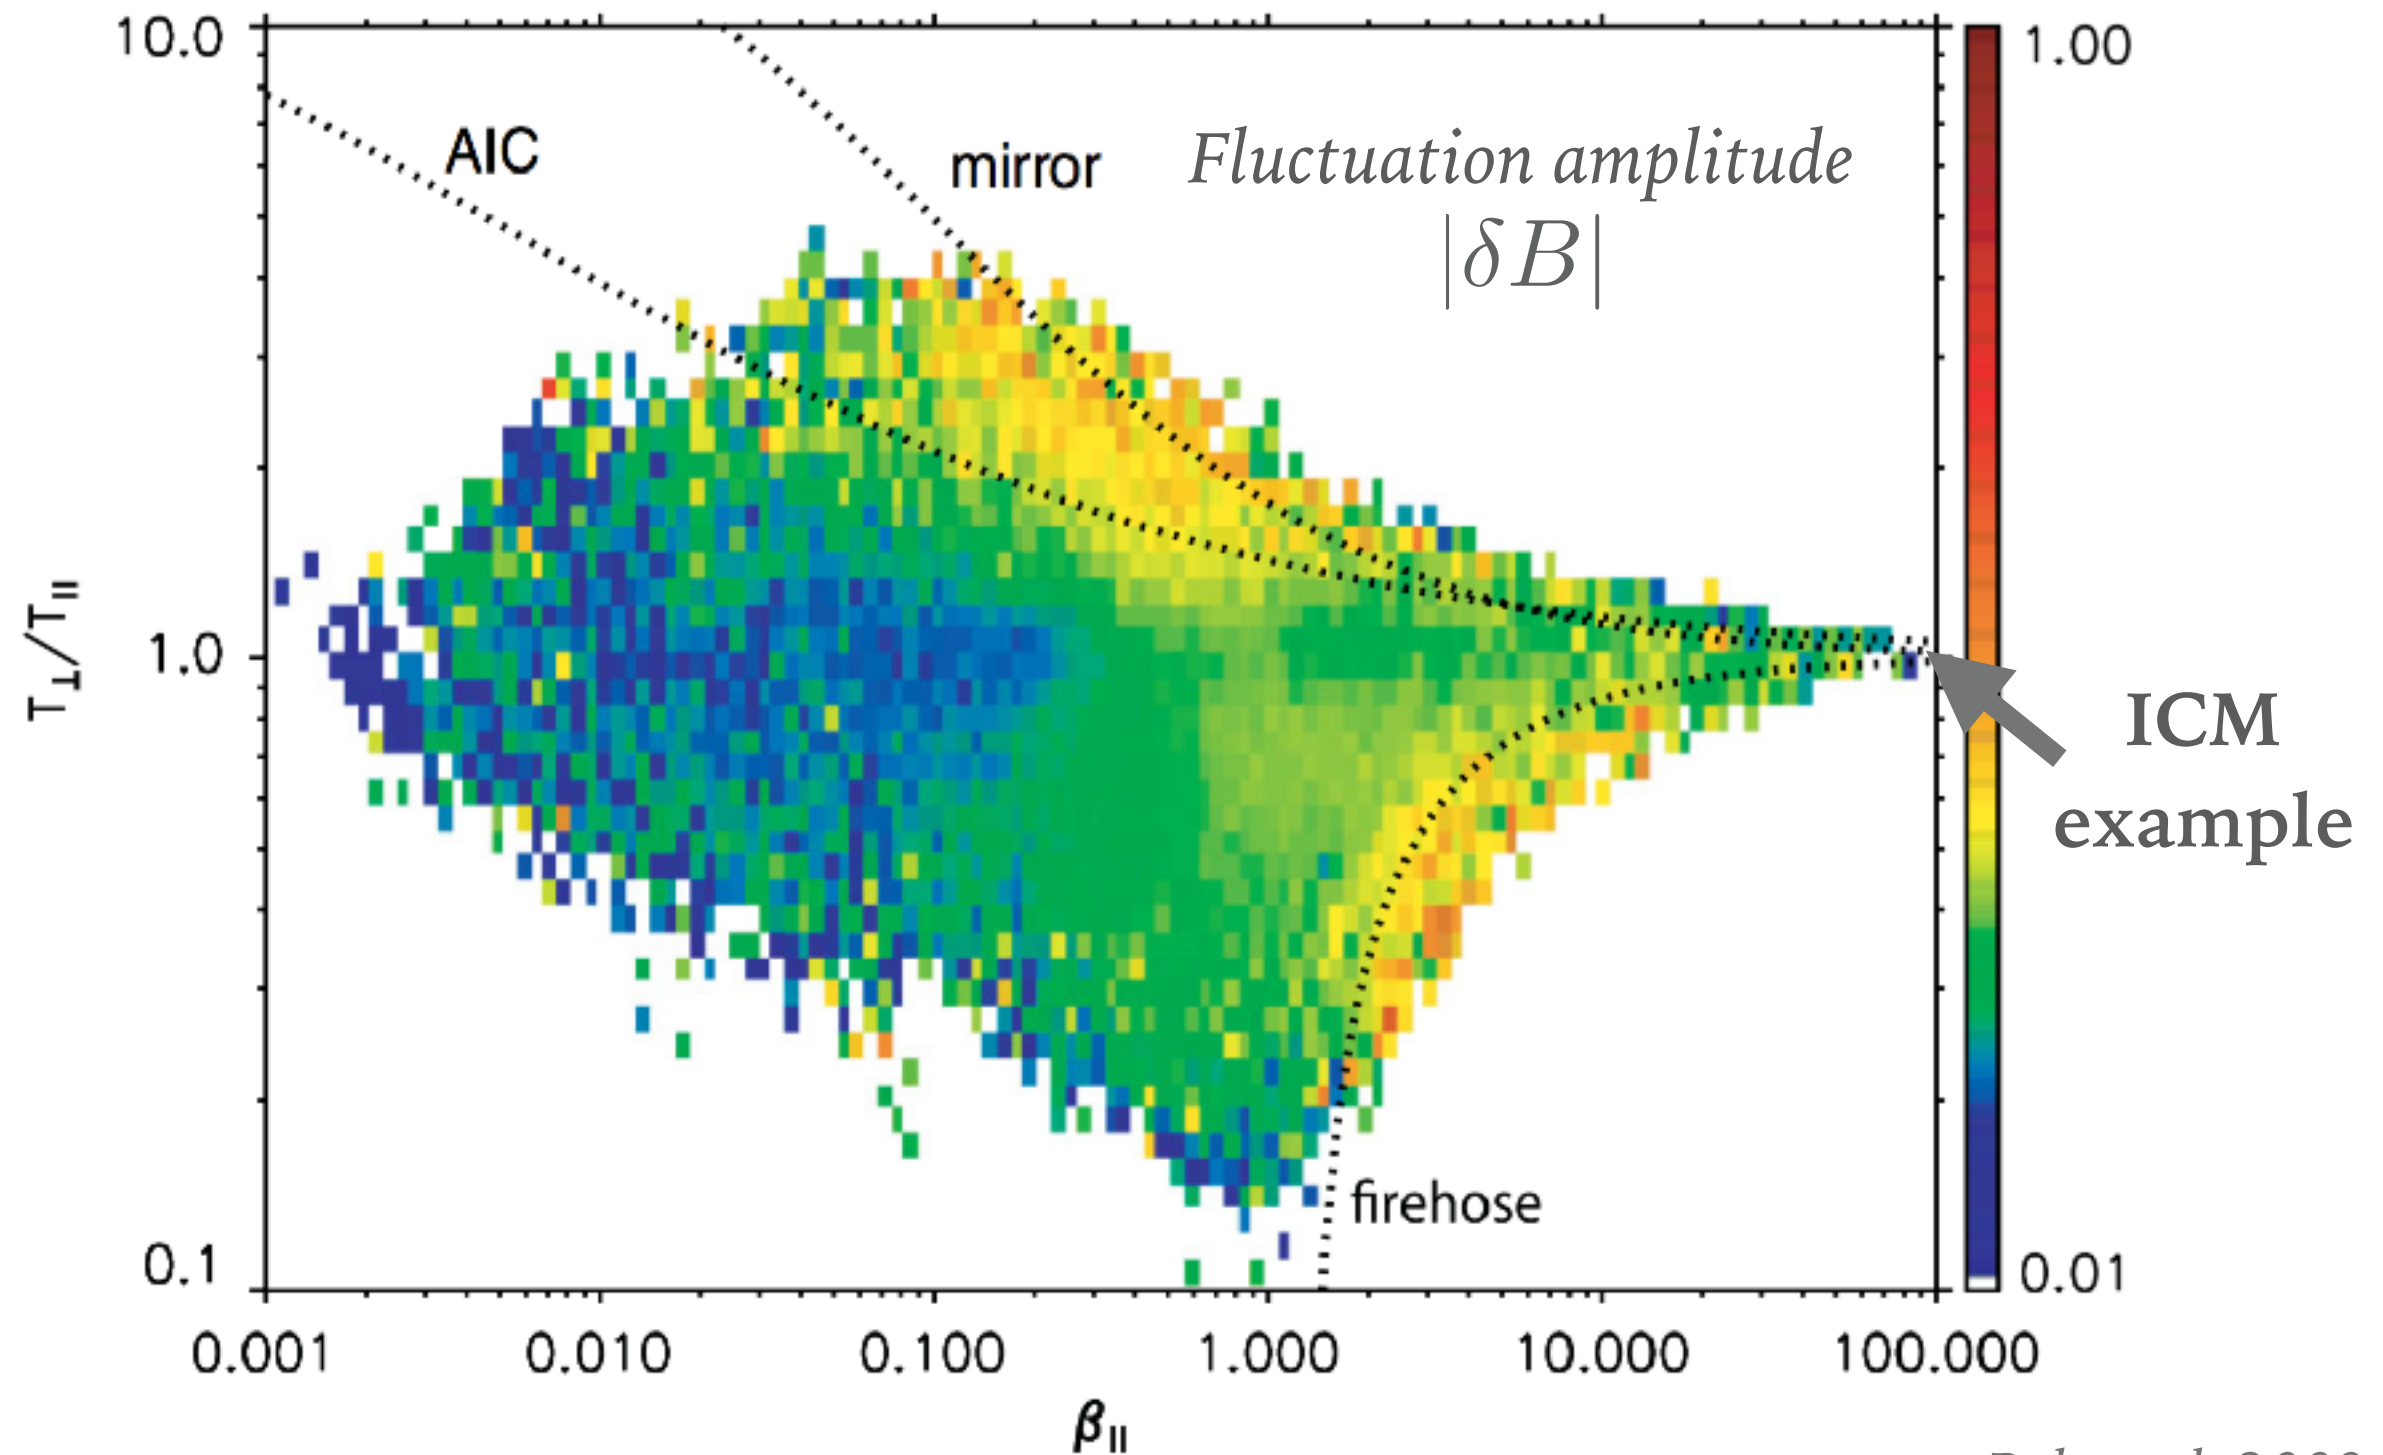 10.0
1.00
AIC
mirror
Fluctuation amplitude
|δB|
T⊥/T||
1.0
ICM
example
firehose
0.1
0.01
0.001 0.010 0.100 1.000 10.000 100.000
β||